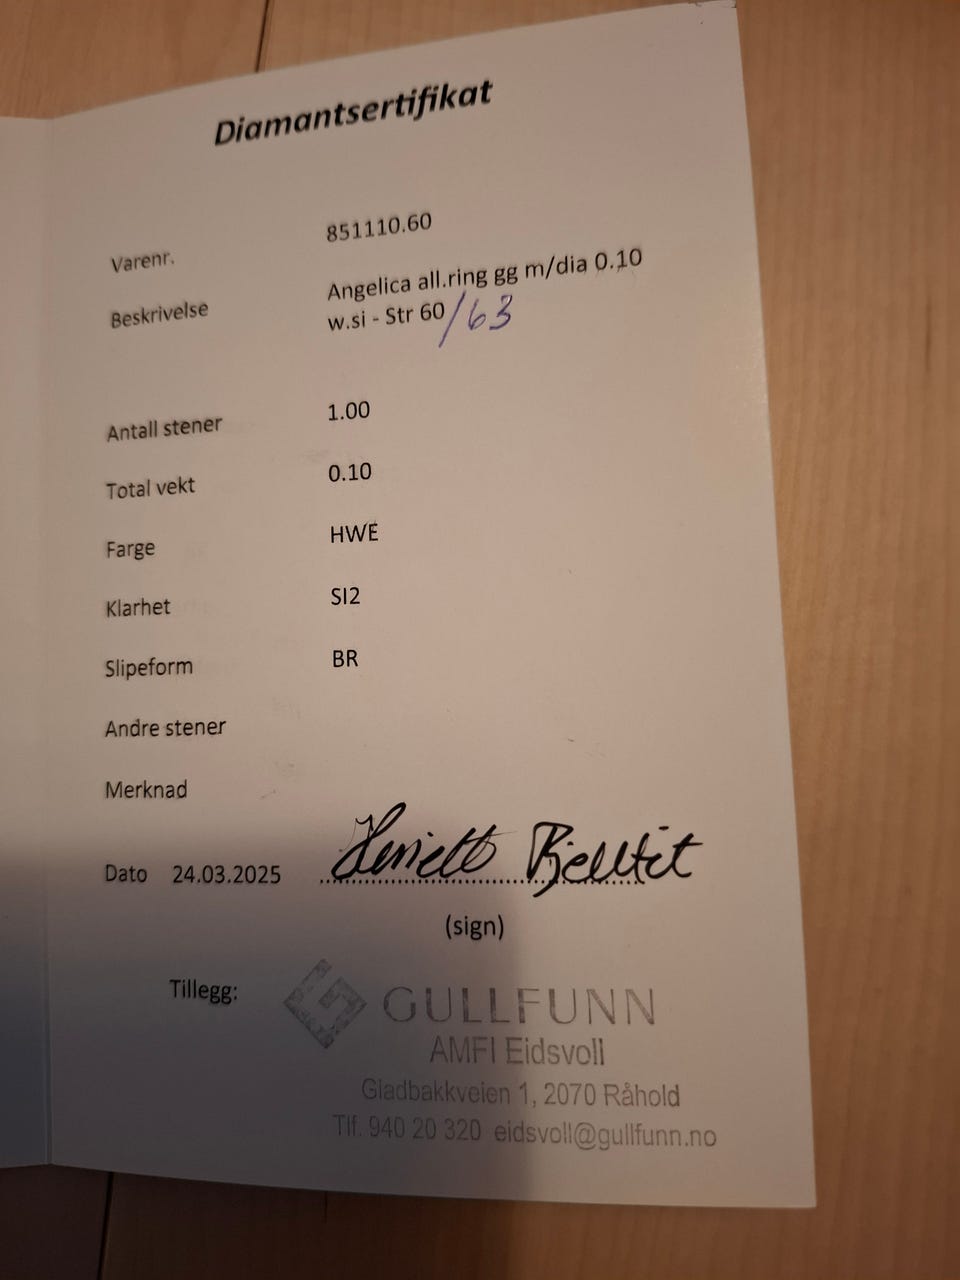 Diamantsertifikat
Varenr. 851110.60
Beskrivelse Angelica all.ring gg m/dia 0.10
w.si - Str 60 /63
Antall stener 1.00
Total vekt 0.10
Farge HWE
Klarhet SI2
Slipeform BR
Andre stener
Merknad
Dato 24.03.2025
(sign)
Tillegg:
GULLFUNN
AMFI Eidsvoll
Gladbakkveien 1, 2070 Råhold
Tlf. 940 20 320 eidsvoll@gullfunn.no